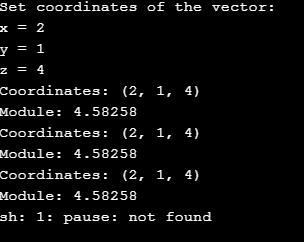 Set coordinates of the vector:
x = 2
y = 1
z = 4
Coordinates: (2, 1, 4)
Module: 4.58258
Coordinates: (2, 1, 4)
Module: 4.58258
Coordinates: (2, 1, 4)
Module: 4.58258
sh: 1: pause: not found